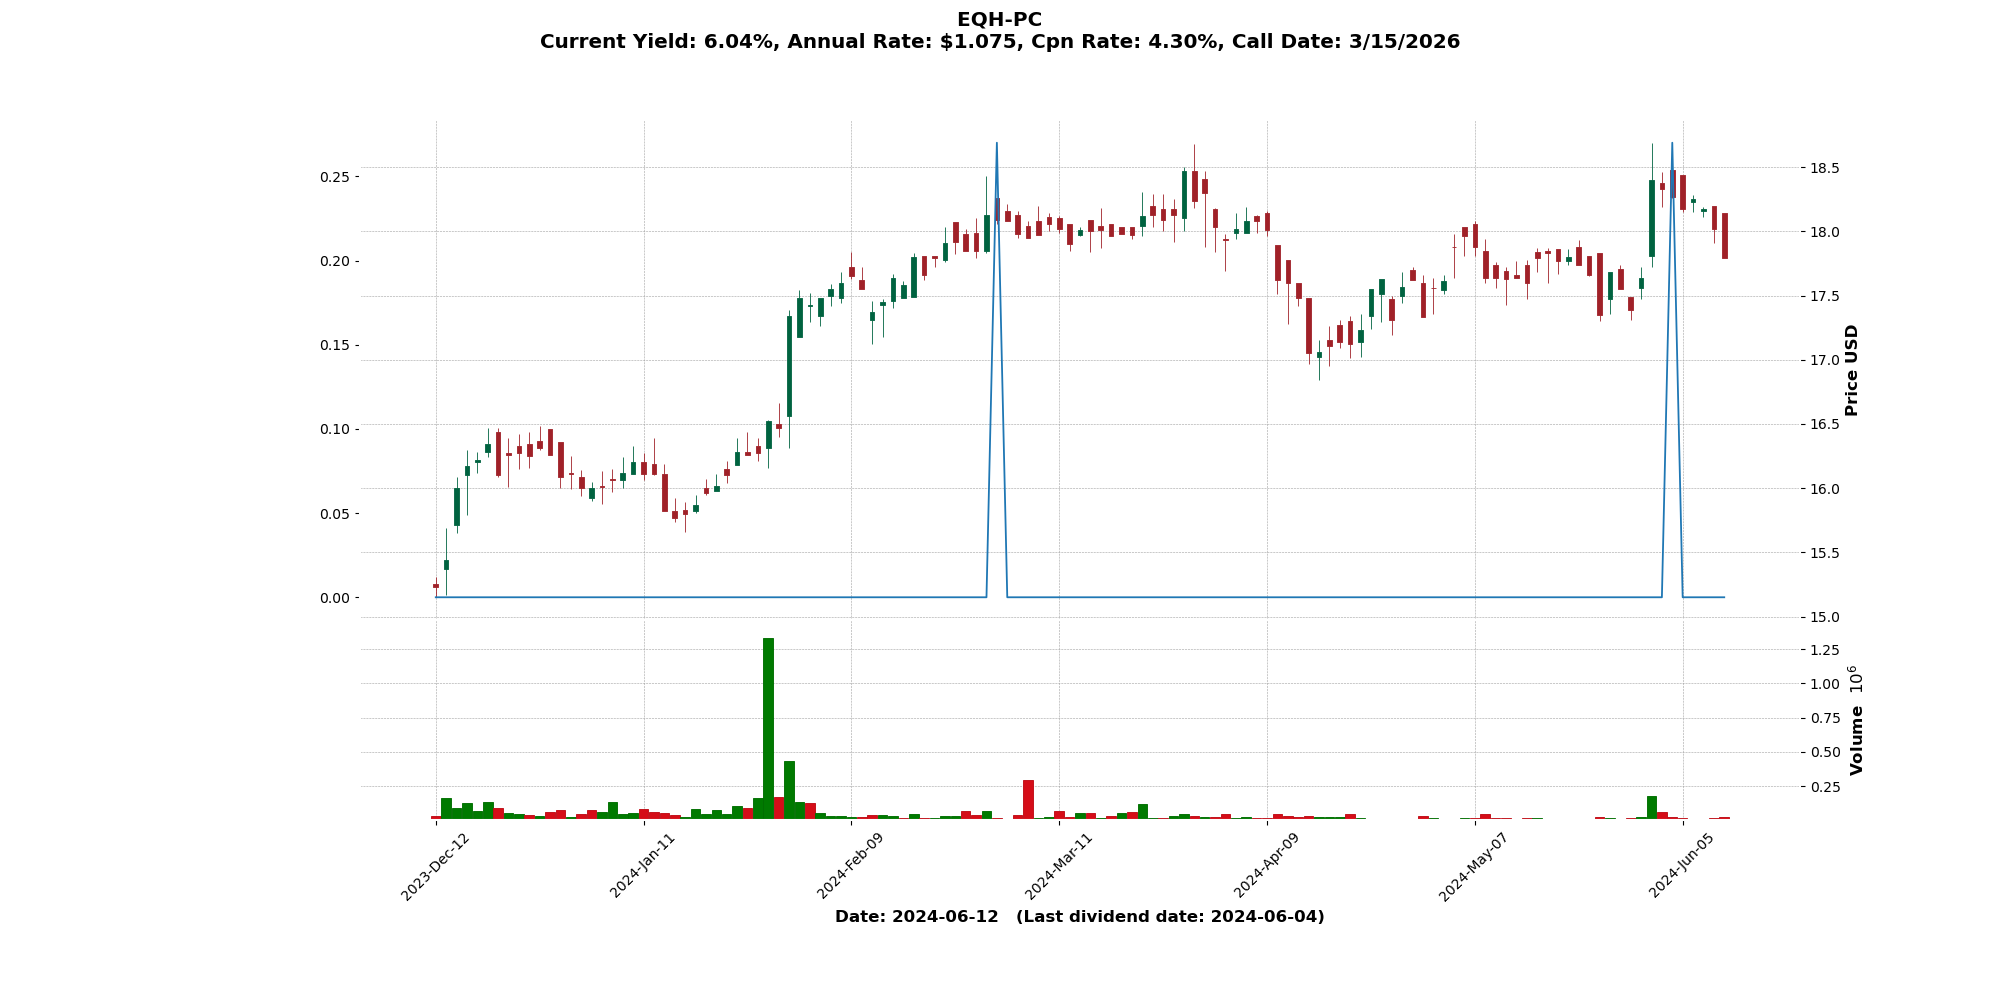 EQH-PC
Current Yield: 6.04%, Annual Rate: $1.075, Cpn Rate: 4.30%, Call Date: 3/15/2026
0.25
0.20
0.15
0.10
0.05
0.00
18.5
18.0
17.5
17.0
16.5
16.0
15.5
15.0
Price USD
1.25
1.00
0.75
0.50
0.25
Volume 10⁶
2023-Dec-12
2024-Jan-11
2024-Feb-09
2024-Mar-11
2024-Apr-09
2024-May-07
2024-Jun-05
Date: 2024-06-12 (Last dividend date: 2024-06-04)